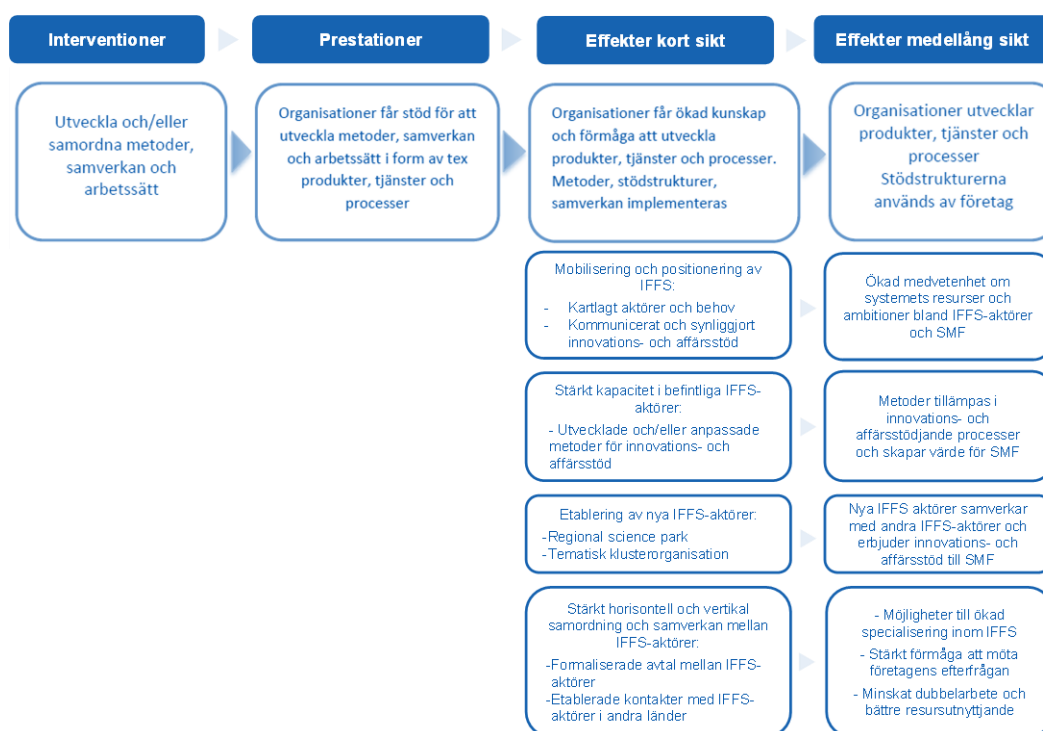 Interventioner
Prestationer
Effekter kort sikt
Effekter medellång sikt
Utveckla och/eller
samordna metoder,
samverkan och
arbetssätt
Organisationer får stöd för att
utveckla metoder, samverkan
och arbetssätt i form av tex
produkter, tjänster och
processer
Organisationer får ökad kunskap
och förmåga att utveckla
produkter, tjänster och processer.
Metoder, stödstrukturer,
samverkan implementeras
Organisationer utvecklar
produkter, tjänster och
processer
Stödstrukturerna
används av företag
Mobilisering och positionering av
IFFS:
- Kartlagt aktörer och behov
- Kommunicerat och synliggjort
innovations- och affärsstöd
Ökad medvetenhet om
systemets resurser och
ambitioner bland IFFS-aktörer
och SMF
Stärkt kapacitet i befintliga IFFS-
aktörer:
- Utvecklade och/eller anpassade
metoder för innovations- och
affärsstöd
Metoder tillämpas i
innovations- och
affärsstödjande processer
och skapar värde för SMF
Etablering av nya IFFS-aktörer:
-Regional science park
-Tematisk klusterorganisation
Nya IFFS aktörer samverkar
med andra IFFS-aktörer och
erbjuder innovations- och
affärsstöd till SMF
Stärkt horisontell och vertikal
samordning och samverkan mellan
IFFS-aktörer:
-Formaliserade avtal mellan IFFS-
aktörer
-Etablerade kontakter med IFFS-
aktörer i andra länder
- Möjligheter till ökad
specialisering inom IFFS
- Stärkt förmåga att möta
företagens efterfrågan
- Minskat dubbelarbete och
bättre resursutnyttjande